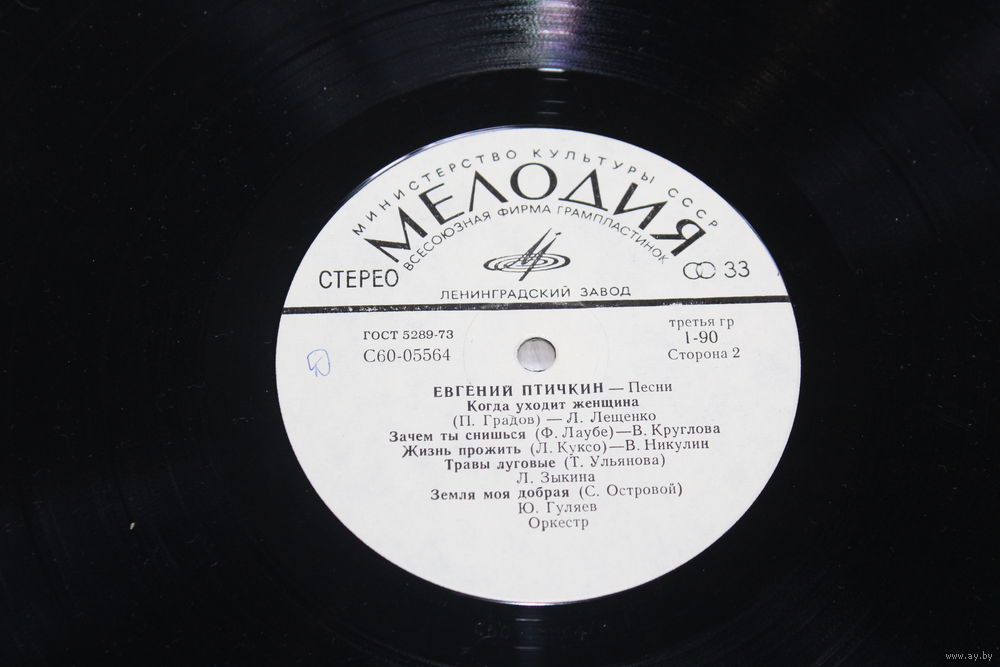 МИНИСТЕРСТВО КУЛЬТУРЫ СССР
МЕЛОДИЯ
ВСЕСОЮЗНАЯ ФИРМА ГРАМПЛАСТИНОК
СТЕРЕО
33
ЛЕНИНГРАДСКИЙ ЗАВОД
ГОСТ 5289-73
С60-05564
третья гр
1-90
Сторона 2
ЕВГЕНИЙ ПТИЧКИН — Песни
Когда уходит женщина
(П. Градов) — Л. Лещенко
Зачем ты снишься (Ф. Лаубе)—В. Круглова
Жизнь прожить (Л. Куксо)—В. Никулин
Травы луговые (Т. Ульянова)
Л. Зыкина
Земля моя добрая (С. Островой)
Ю. Гуляев
Оркестр
www.ay.by